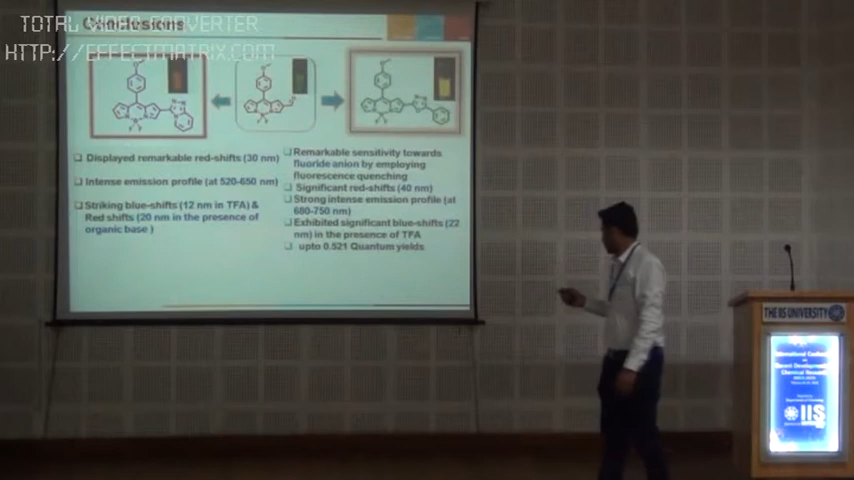 TOTAL VIDEO CONVERTER
HTTP://EFFECTMATRIX.COM
Conclusions
Displayed remarkable red-shifts (30 nm)
Intense emission profile (at 520-650 nm)
Striking blue-shifts (12 nm in TFA) &
Red shifts (20 nm in the presence of
organic base )
Remarkable sensitivity towards
fluoride anion by employing
fluorescence quenching
Significant red-shifts (40 nm)
Strong intense emission profile (at
680-750 nm)
Exhibited significant blue-shifts (22
nm) in the presence of TFA
upto 0.521 Quantum yields
THE IIS UNIVERSITY
International
Recent
Chemical
IIS